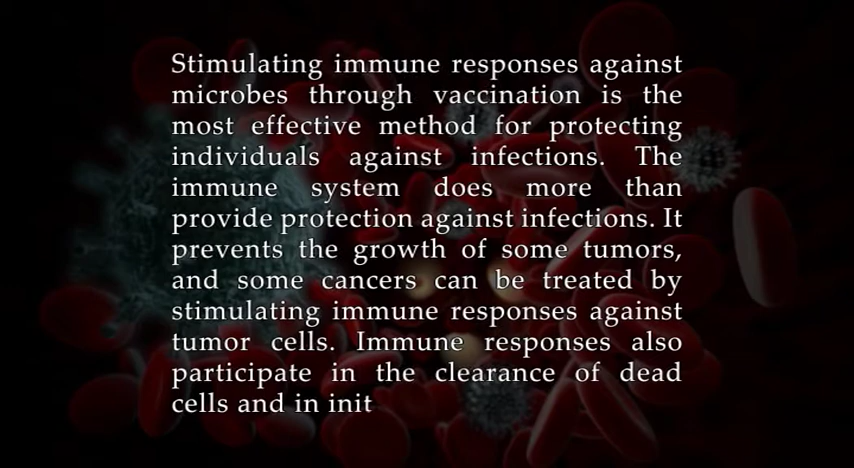 Stimulating immune responses against
microbes through vaccination is the
most effective method for protecting
individuals against infections. The
immune system does more than
provide protection against infections. It
prevents the growth of some tumors,
and some cancers can be treated by
stimulating immune responses against
tumor cells. Immune responses also
participate in the clearance of dead
cells and in init